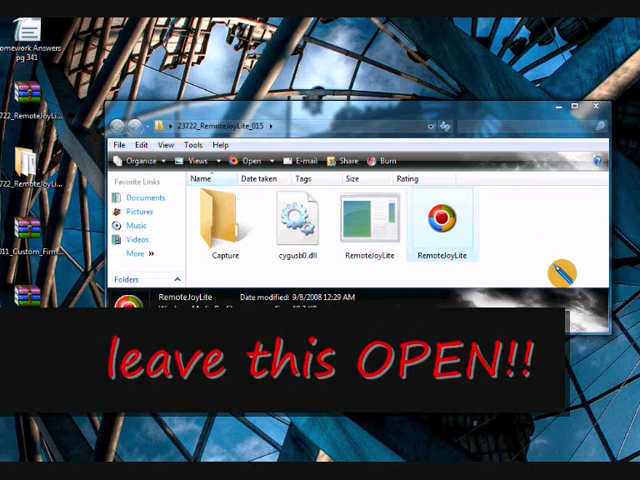 omework Answers
pg 341
722_RemoteJoyL...
722_RemoteJoyLi...
011_Custom_Firm...
23722_RemoteJoyLite_015
File Edit View Tools Help
Organize Views Open E-mail Share Burn
Favorite Links
Documents
Pictures
Music
Videos
More »
Folders
Name Date taken Tags Size Rating
Capture cygusb0.dll RemoteJoyLite RemoteJoyLite
RemoteJoyLite Date modified: 9/8/2008 12:29 AM
leave this OPEN!!